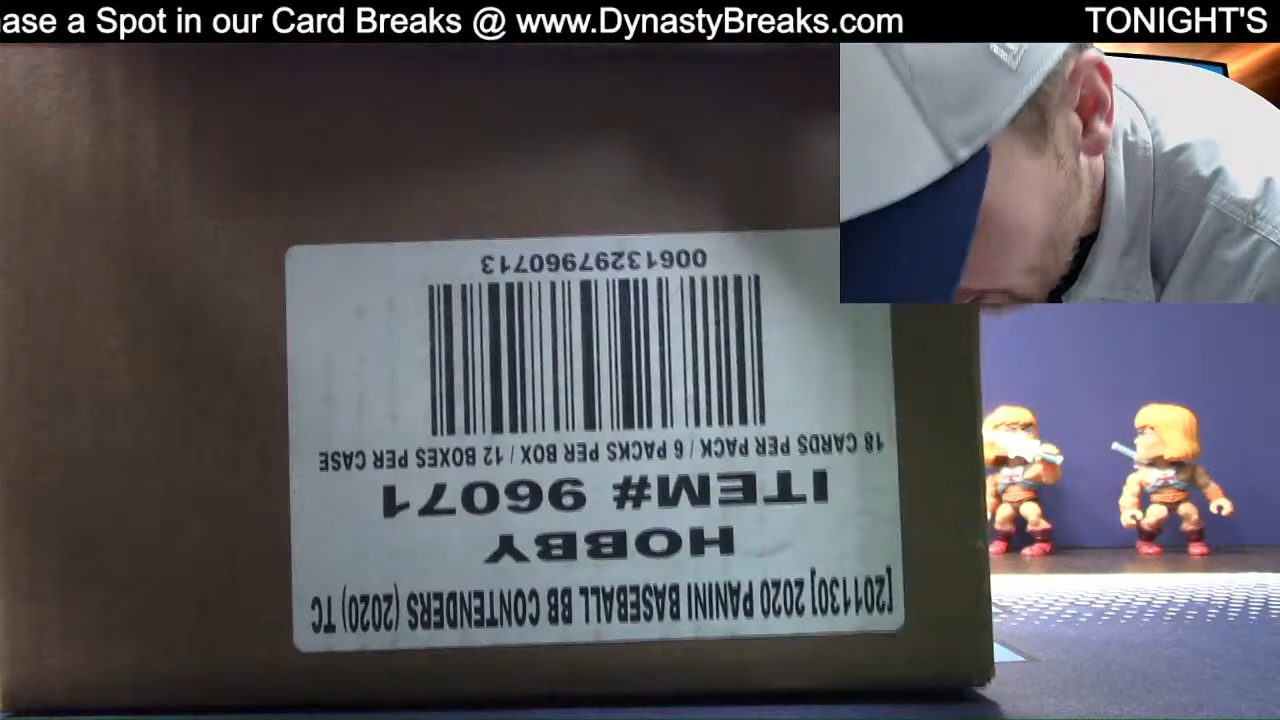 ase a Spot in our Card Breaks @ www.DynastyBreaks.com TONIGHT'S
[201130] 2020 PANINI BASEBALL BB CONTENDERS (2020) TC
HOBBY
ITEM# 96071
18 CARDS PER PACK / 6 PACKS PER BOX / 12 BOXES PER CASE
00613297960713